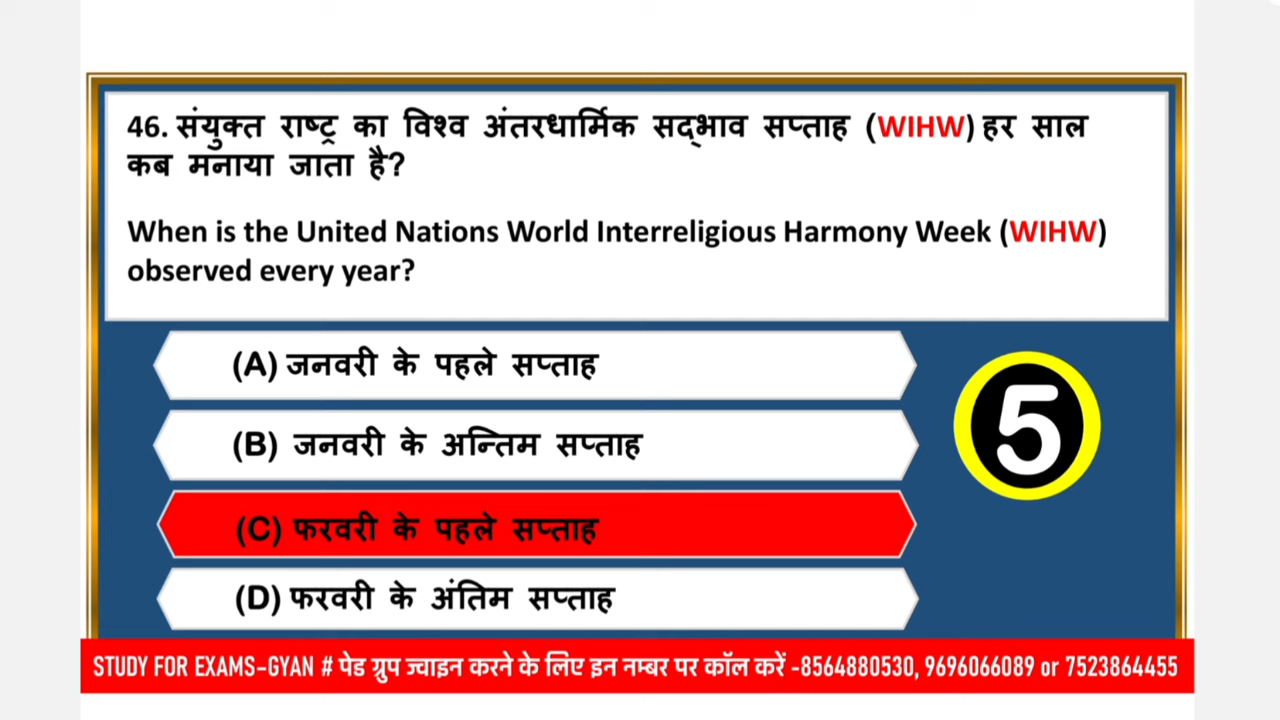 46. संयुक्त राष्ट्र का विश्व अंतरधार्मिक सद्भाव सप्ताह (WIHW) हर साल
कब मनाया जाता है?
When is the United Nations World Interreligious Harmony Week (WIHW)
observed every year?
(A) जनवरी के पहले सप्ताह
(B) जनवरी के अन्तिम सप्ताह
5
(C) फरवरी के पहले सप्ताह
(D) फरवरी के अंतिम सप्ताह
STUDY FOR EXAMS-GYAN # पेड ग्रुप ज्वाइन करने के लिए इन नम्बर पर कॉल करें -8564880530, 9696066089 or 7523864455